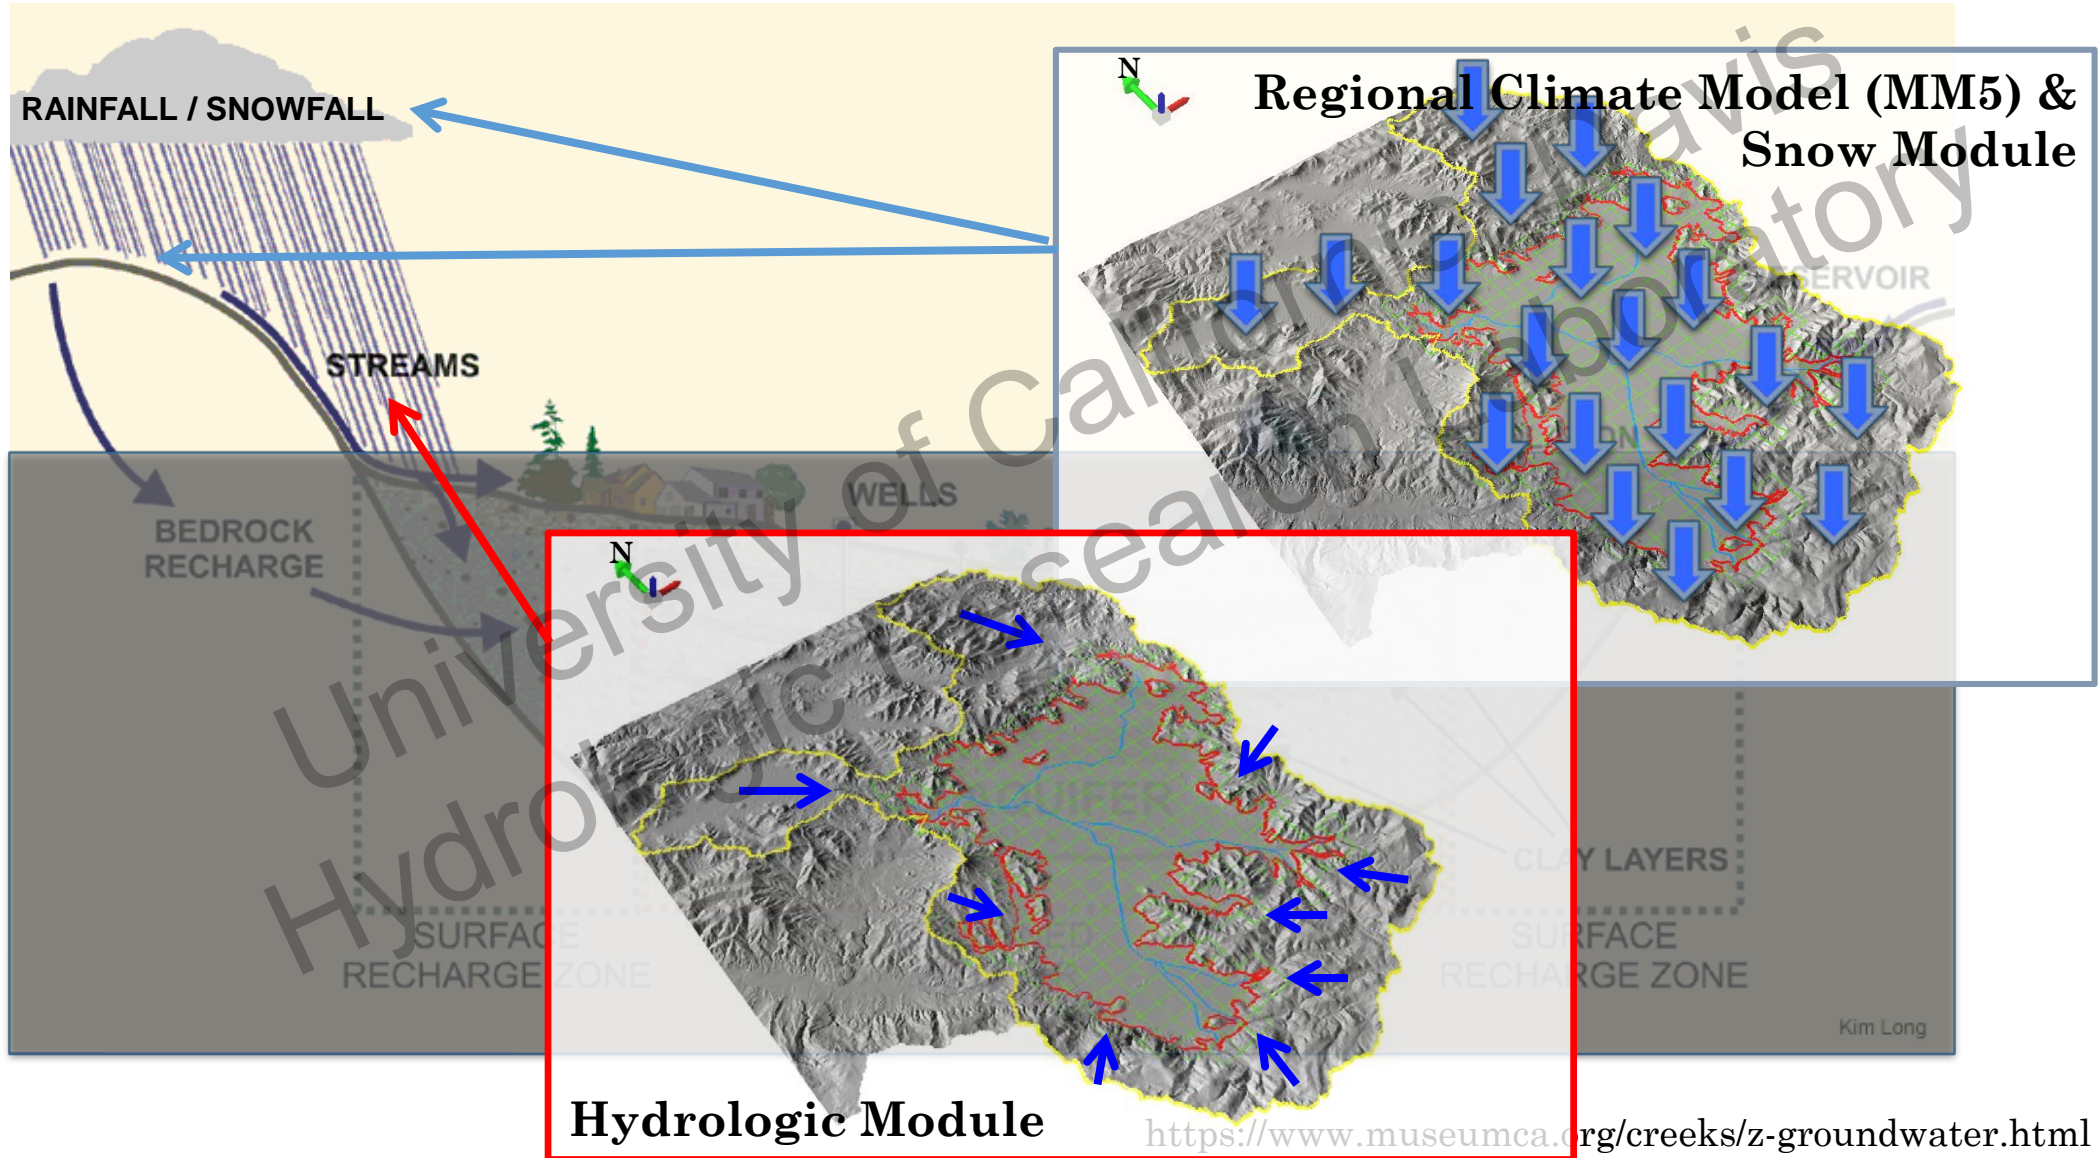 N
Regional Climate Model (MM5) &
Snow Module
RAINFALL / SNOWFALL
STREAMS
WELLS
BEDROCK
RECHARGE
N
AQUIFER
CLAY LAYERS
SURFACE
RECHARGE ZONE
SURFACE
RECHARGE ZONE
Kim Long
Hydrologic Module
https://www.museumca.org/creeks/z-groundwater.html
University of California, Davis
Hydrologic Research Laboratory